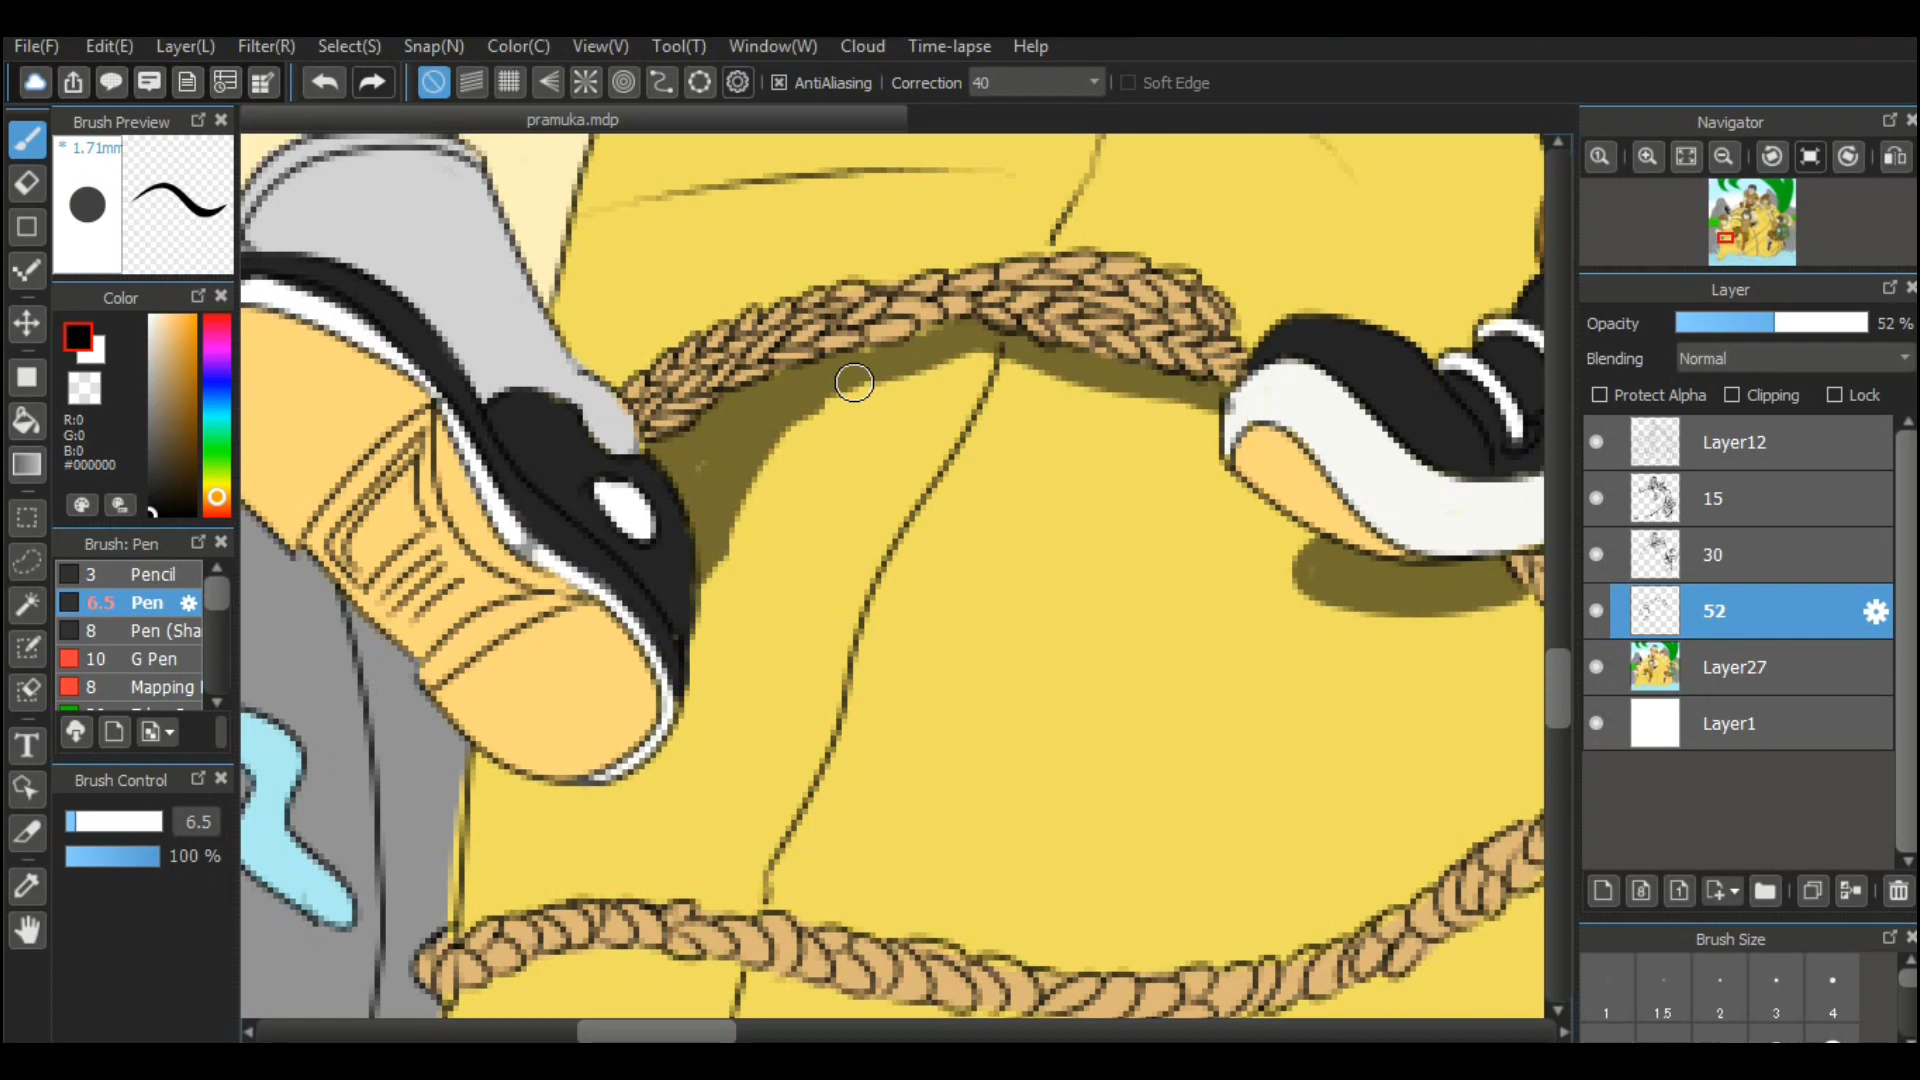 File(F) Edit(E) Layer(L) Filter(R) Select(S) Snap(N) Color(C) View(V) Tool(T) Window(W) Cloud Time-lapse Help
AntiAliasing Correction 40 Soft Edge
Brush Preview
pramuka.mdp
Navigator
* 1.71mm
Color
R:0
G:0
B:0
#000000
Layer
Opacity 52 %
Blending Normal
Protect Alpha Clipping Lock
Layer12
15
30
52
Layer27
Layer1
Brush: Pen
3 Pencil
6.5 Pen
8 Pen (Sha
10 G Pen
8 Mapping
Brush Control
6.5
100 %
Brush Size
1 1.5 2 3 4